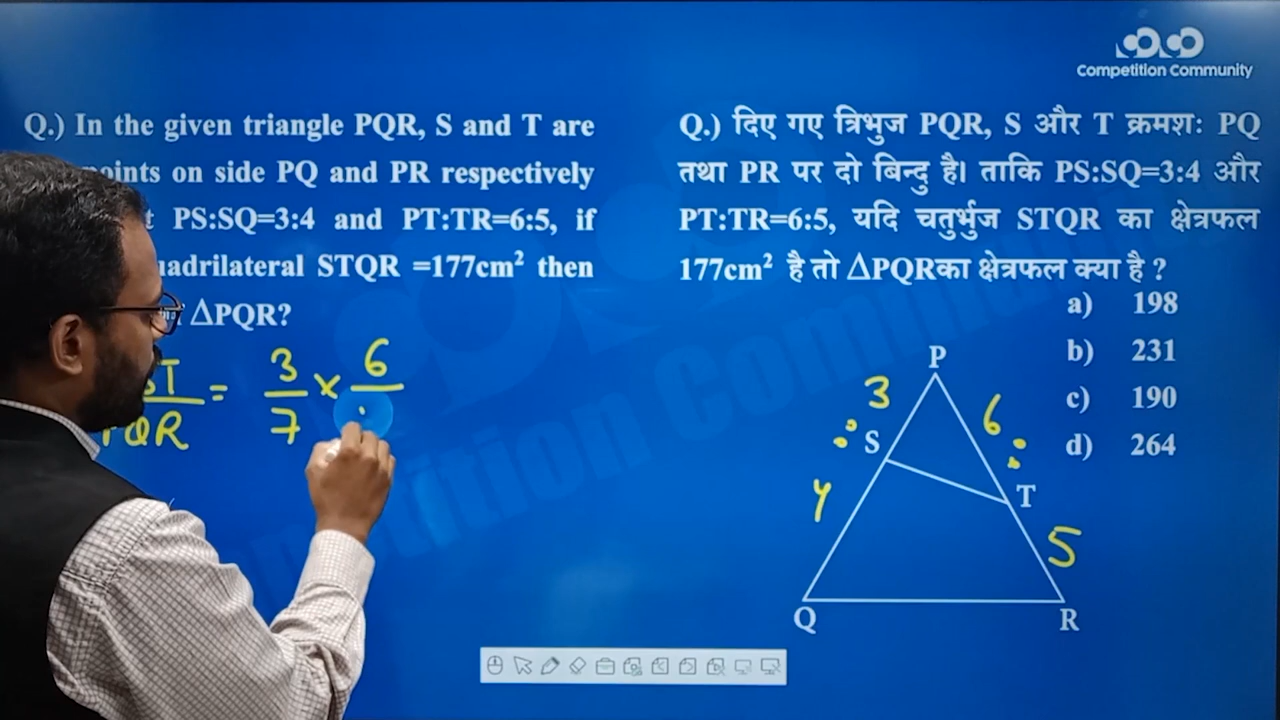 Competition Community
Q.) In the given triangle PQR, S and T are
points on side PQ and PR respectively
PS:SQ=3:4 and PT:TR=6:5, if
STQR =177cm² then
ΔPQR?
Q.) दिए गए त्रिभुज PQR, S और T क्रमशः PQ
तथा PR पर दो बिन्दु है। ताकि PS:SQ=3:4 और
PT:TR=6:5, यदि चतुर्भुज STQR का क्षेत्रफल
177cm² है तो ΔPQRका क्षेत्रफल क्या है ?
a) 198
b) 231
c) 190
d) 264
ST/PQR = 3/7 × 6/
P
3 6
: S :
T
4 5
Q R